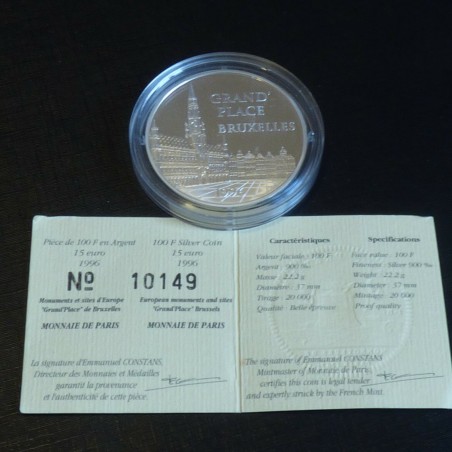 GRAND'
PLACE
BRUXELLES
Pièce de 100 F en Argent
15 euro
1996
100 F Silver Coin
15 euro
1996
Nº 10149
Monuments et sites d'Europe
"Grand'Place" de Bruxelles
MONNAIE DE PARIS
European monuments and sites
"Grand'Place" Brussels
MONNAIE DE PARIS
La signature d'Emmanuel CONSTANS,
Directeur des Monnaies et Médailles
garantit la provenance
et l'authenticité de cette pièce.
Caractéristiques
Valeur faciale : 100 F
Argent : 900 ‰
Masse : 22,2 g
Diamètre : 37 mm
Tirage : 20 000
Qualité : Belle Epreuve
Specifications
Face value : 100 F
Fineness : Silver 900 ‰
Weight : 22.2 g
Diameter : 37 mm
Mintage : 20 000
Proof quality
The signature of Emmanuel CONSTANS
Mintmaster of Monnaie de Paris,
certifies this coin is legal tender
and expertly struck by the French Mint.